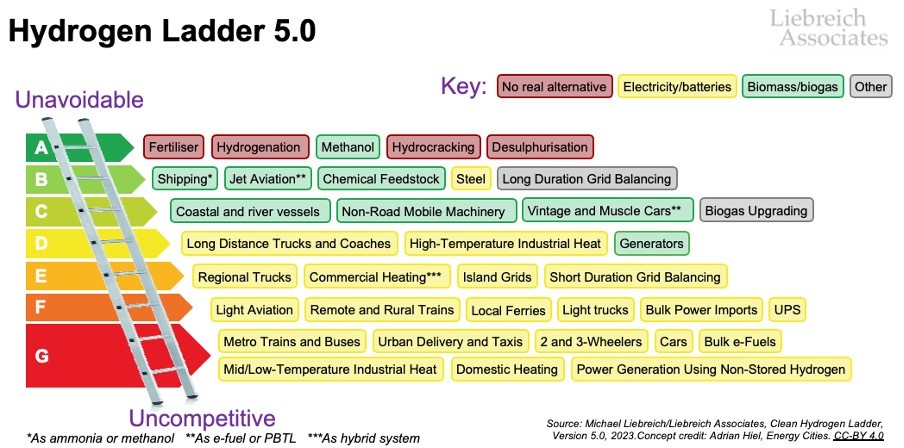 Hydrogen Ladder 5.0
Liebreich
Associates
Key: No real alternative Electricity/batteries Biomass/biogas Other
Unavoidable
A Fertiliser Hydrogenation Methanol Hydrocracking Desulphurisation
B Shipping* Jet Aviation** Chemical Feedstock Steel Long Duration Grid Balancing
C Coastal and river vessels Non-Road Mobile Machinery Vintage and Muscle Cars** Biogas Upgrading
D Long Distance Trucks and Coaches High-Temperature Industrial Heat Generators
E Regional Trucks Commercial Heating*** Island Grids Short Duration Grid Balancing
F Light Aviation Remote and Rural Trains Local Ferries Light trucks Bulk Power Imports UPS
G Metro Trains and Buses Urban Delivery and Taxis 2 and 3-Wheelers Cars Bulk e-Fuels
Mid/Low-Temperature Industrial Heat Domestic Heating Power Generation Using Non-Stored Hydrogen
Uncompetitive
*As ammonia or methanol **As e-fuel or PBTL ***As hybrid system
Source: Michael Liebreich/Liebreich Associates, Clean Hydrogen Ladder,
Version 5.0, 2023.Concept credit: Adrian Hiel, Energy Cities. CC-BY 4.0